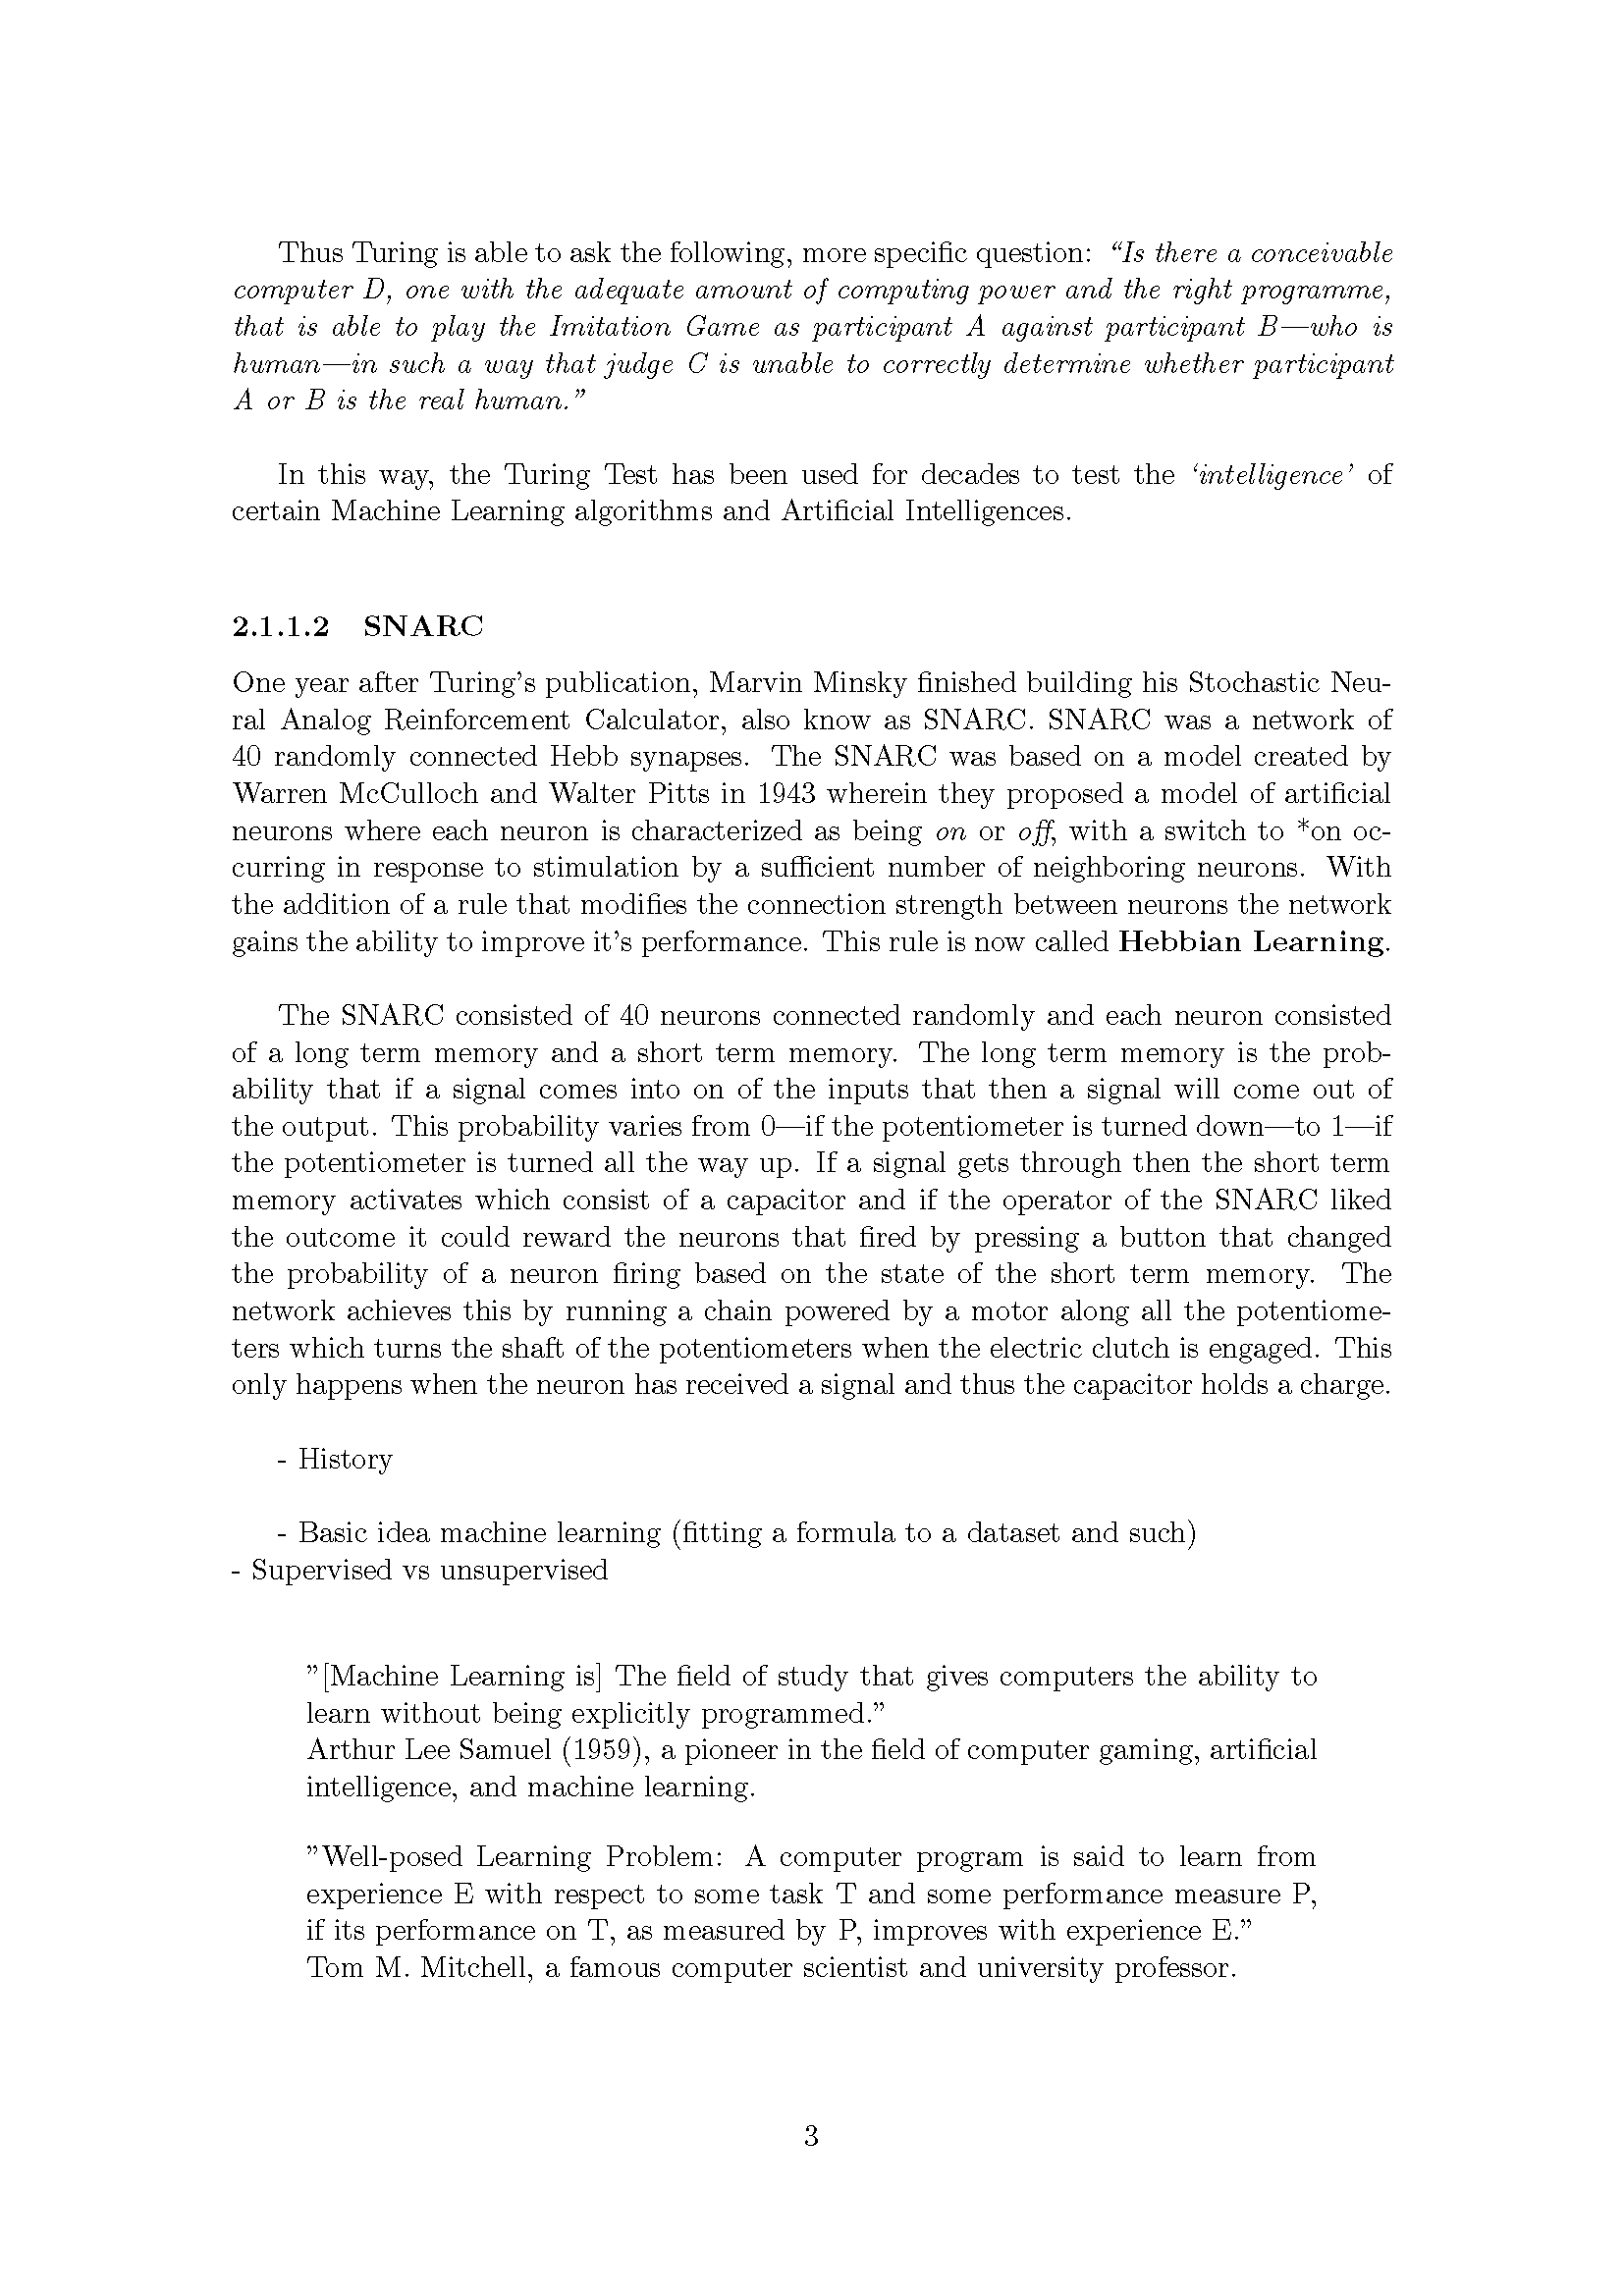 Thus Turing is able to ask the following, more specific question: “Is there a conceivable
computer D, one with the adequate amount of computing power and the right programme,
that is able to play the Imitation Game as participant A against participant B—who is
human—in such a way that judge C is unable to correctly determine whether participant
A or B is the real human.”
In this way, the Turing Test has been used for decades to test the ‘intelligence’ of
certain Machine Learning algorithms and Artificial Intelligences.
2.1.1.2 SNARC
One year after Turing’s publication, Marvin Minsky finished building his Stochastic Neu-
ral Analog Reinforcement Calculator, also know as SNARC. SNARC was a network of
40 randomly connected Hebb synapses. The SNARC was based on a model created by
Warren McCulloch and Walter Pitts in 1943 wherein they proposed a model of artificial
neurons where each neuron is characterized as being on or off, with a switch to *on oc-
curring in response to stimulation by a sufficient number of neighboring neurons. With
the addition of a rule that modifies the connection strength between neurons the network
gains the ability to improve it’s performance. This rule is now called Hebbian Learning.
The SNARC consisted of 40 neurons connected randomly and each neuron consisted
of a long term memory and a short term memory. The long term memory is the prob-
ability that if a signal comes into on of the inputs that then a signal will come out of
the output. This probability varies from 0—if the potentiometer is turned down—to 1—if
the potentiometer is turned all the way up. If a signal gets through then the short term
memory activates which consist of a capacitor and if the operator of the SNARC liked
the outcome it could reward the neurons that fired by pressing a button that changed
the probability of a neuron firing based on the state of the short term memory. The
network achieves this by running a chain powered by a motor along all the potentiome-
ters which turns the shaft of the potentiometers when the electric clutch is engaged. This
only happens when the neuron has received a signal and thus the capacitor holds a charge.
- History
- Basic idea machine learning (fitting a formula to a dataset and such)
- Supervised vs unsupervised
”[Machine Learning is] The field of study that gives computers the ability to
learn without being explicitly programmed.”
Arthur Lee Samuel (1959), a pioneer in the field of computer gaming, artificial
intelligence, and machine learning.
”Well-posed Learning Problem: A computer program is said to learn from
experience E with respect to some task T and some performance measure P,
if its performance on T, as measured by P, improves with experience E.”
Tom M. Mitchell, a famous computer scientist and university professor.
3